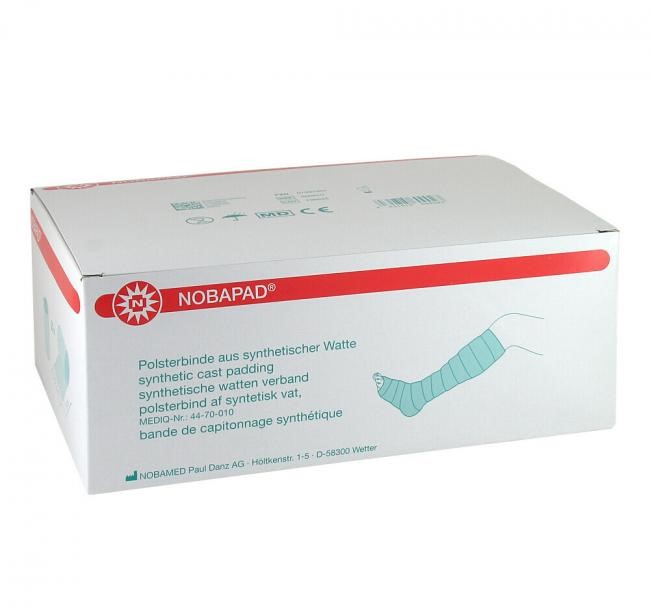 MD CE
N NOBAPAD®
Polsterbinde aus synthetischer Watte
synthetic cast padding
synthetische watten verband
polsterbind af syntetisk vat,
MEDIQ-Nr.: 44-70-010
bande de capitonnage synthétique
NOBAMED Paul Danz AG · Höltkenstr. 1-5 · D-58300 Wetter